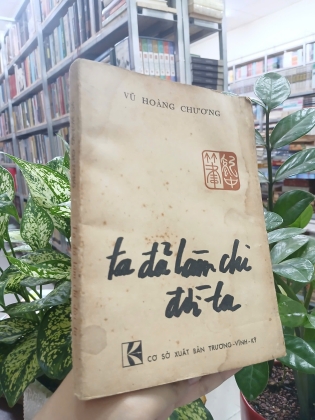 VŨ HOÀNG CHƯƠNG
ta đã làm chi
đời ta
K
CƠ SỞ XUẤT BẢN TRƯƠNG-VĨNH-KÝ